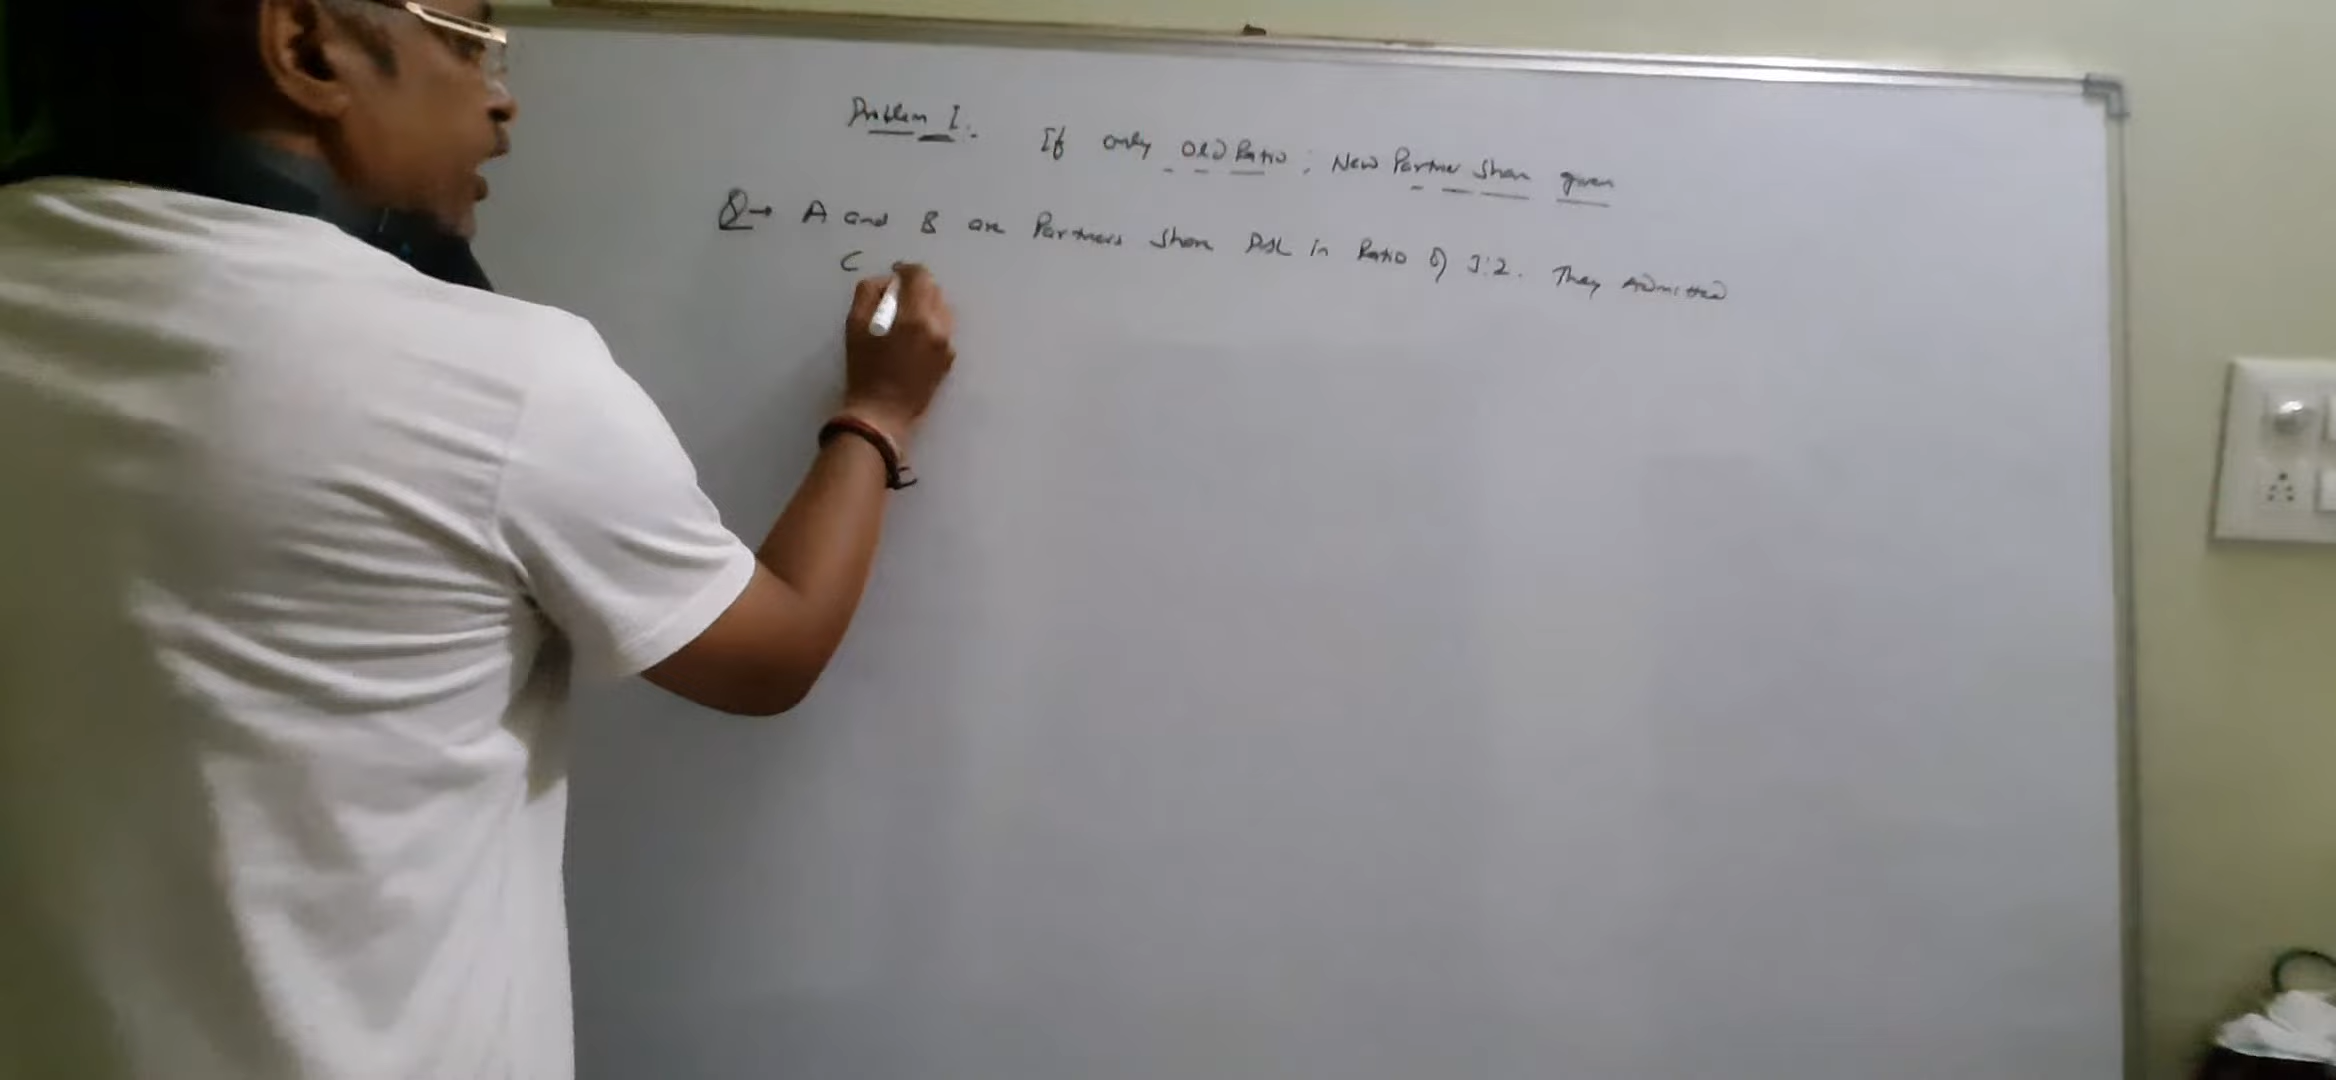 Problem I:- If only Old Ratio; New Partner Share given
Q→ A and B are Partners Share P&L in Ratio of 3:2. They Admitted
C